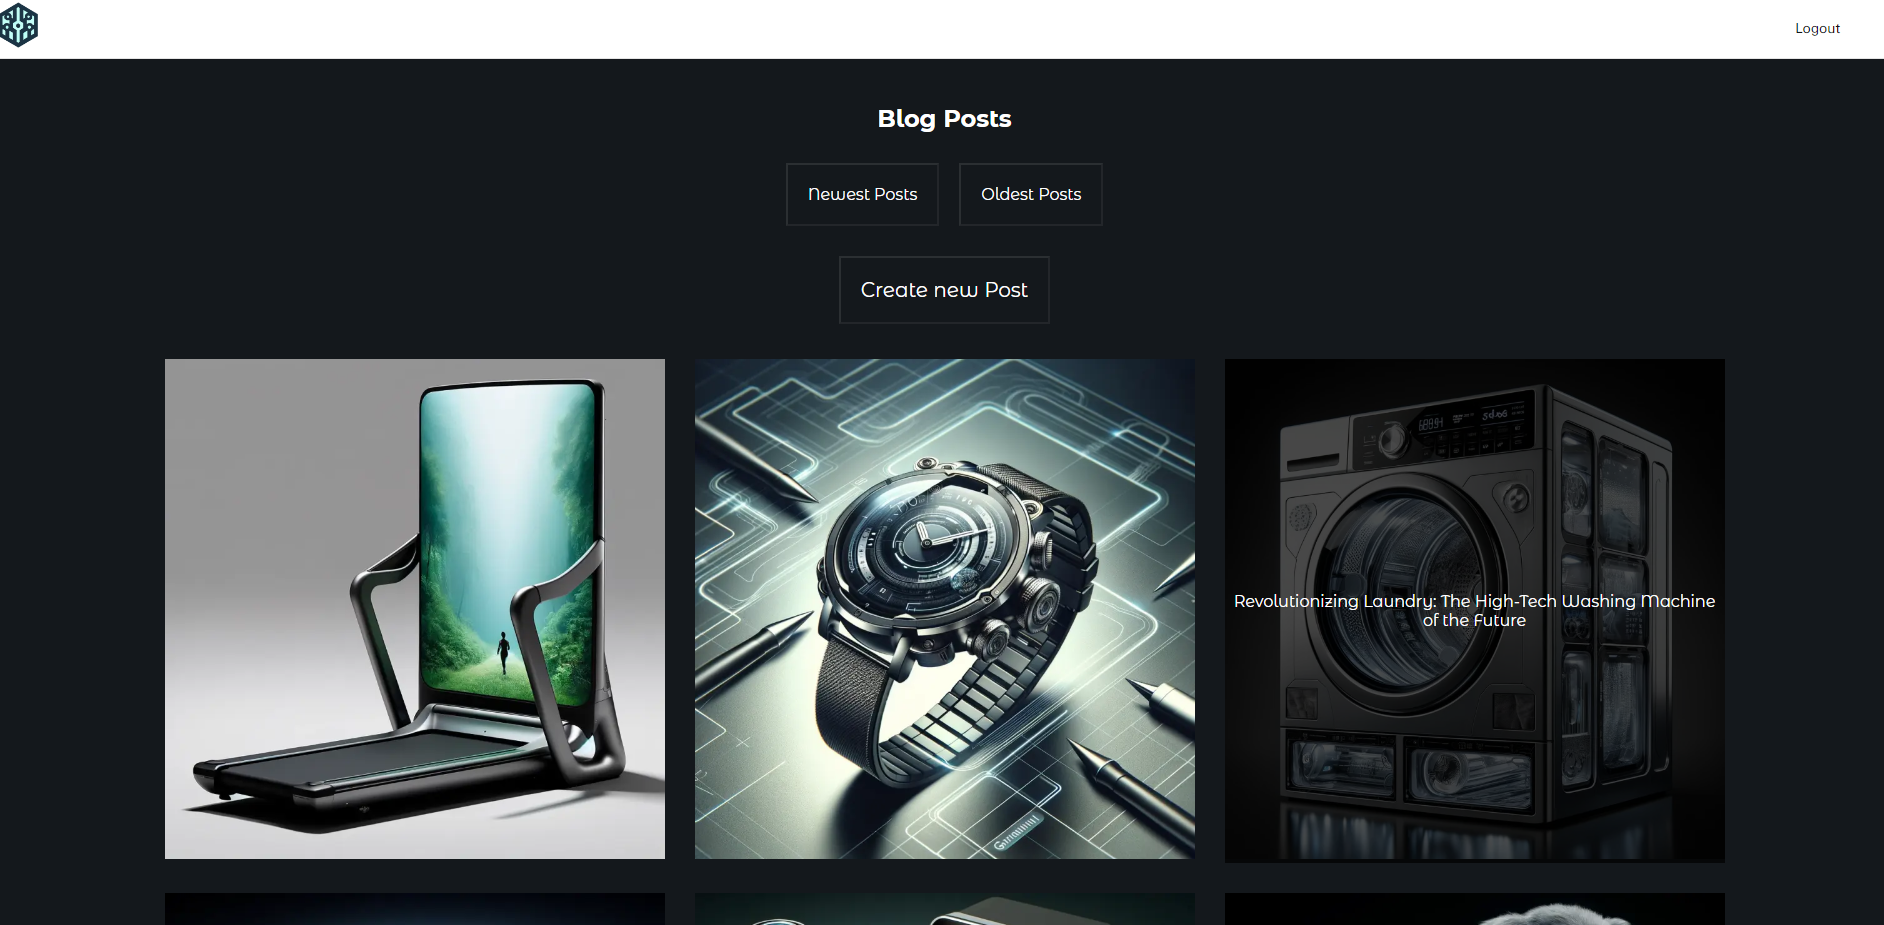 Logout
Blog Posts
Newest Posts
Oldest Posts
Create new Post
Revolutionizing Laundry: The High-Tech Washing Machine
of the Future